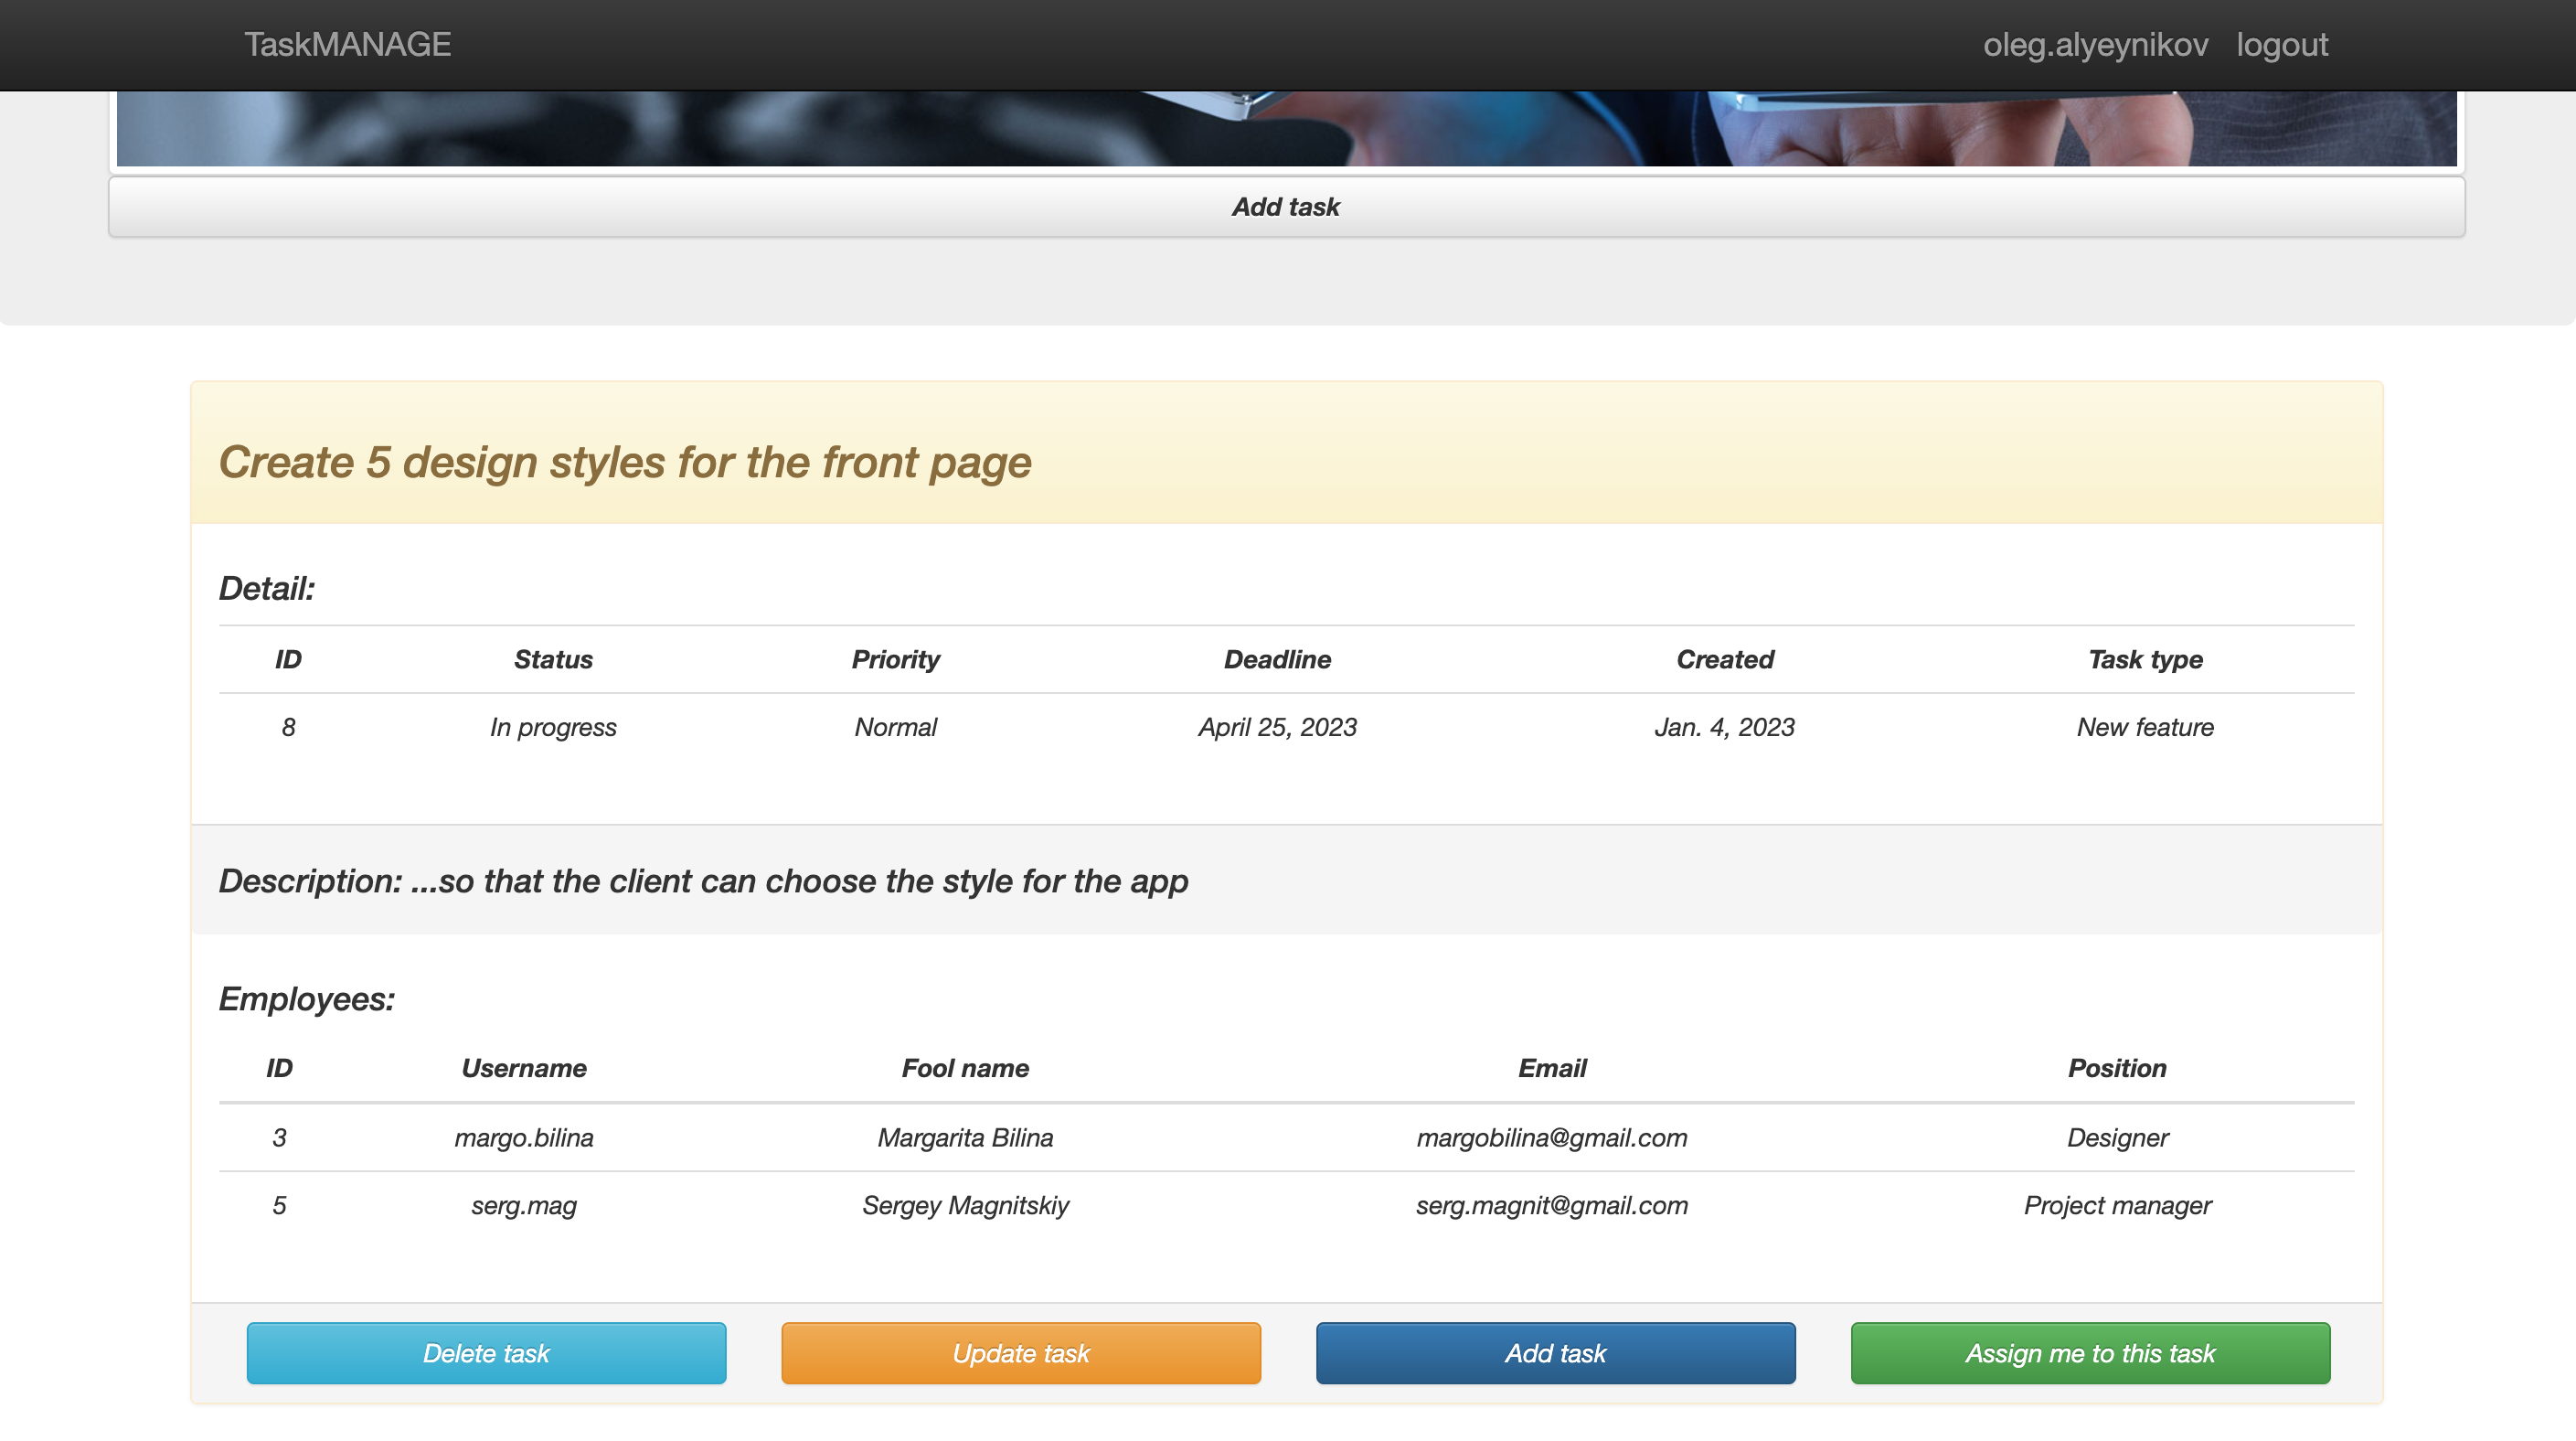 TaskMANAGE oleg.alyeynikov logout
Add task
Create 5 design styles for the front page
Detail:
ID Status Priority Deadline Created Task type
8 In progress Normal April 25, 2023 Jan. 4, 2023 New feature
Description: ...so that the client can choose the style for the app
Employees:
ID Username Fool name Email Position
3 margo.bilina Margarita Bilina margobilina@gmail.com Designer
5 serg.mag Sergey Magnitskiy serg.magnit@gmail.com Project manager
Delete task Update task Add task Assign me to this task